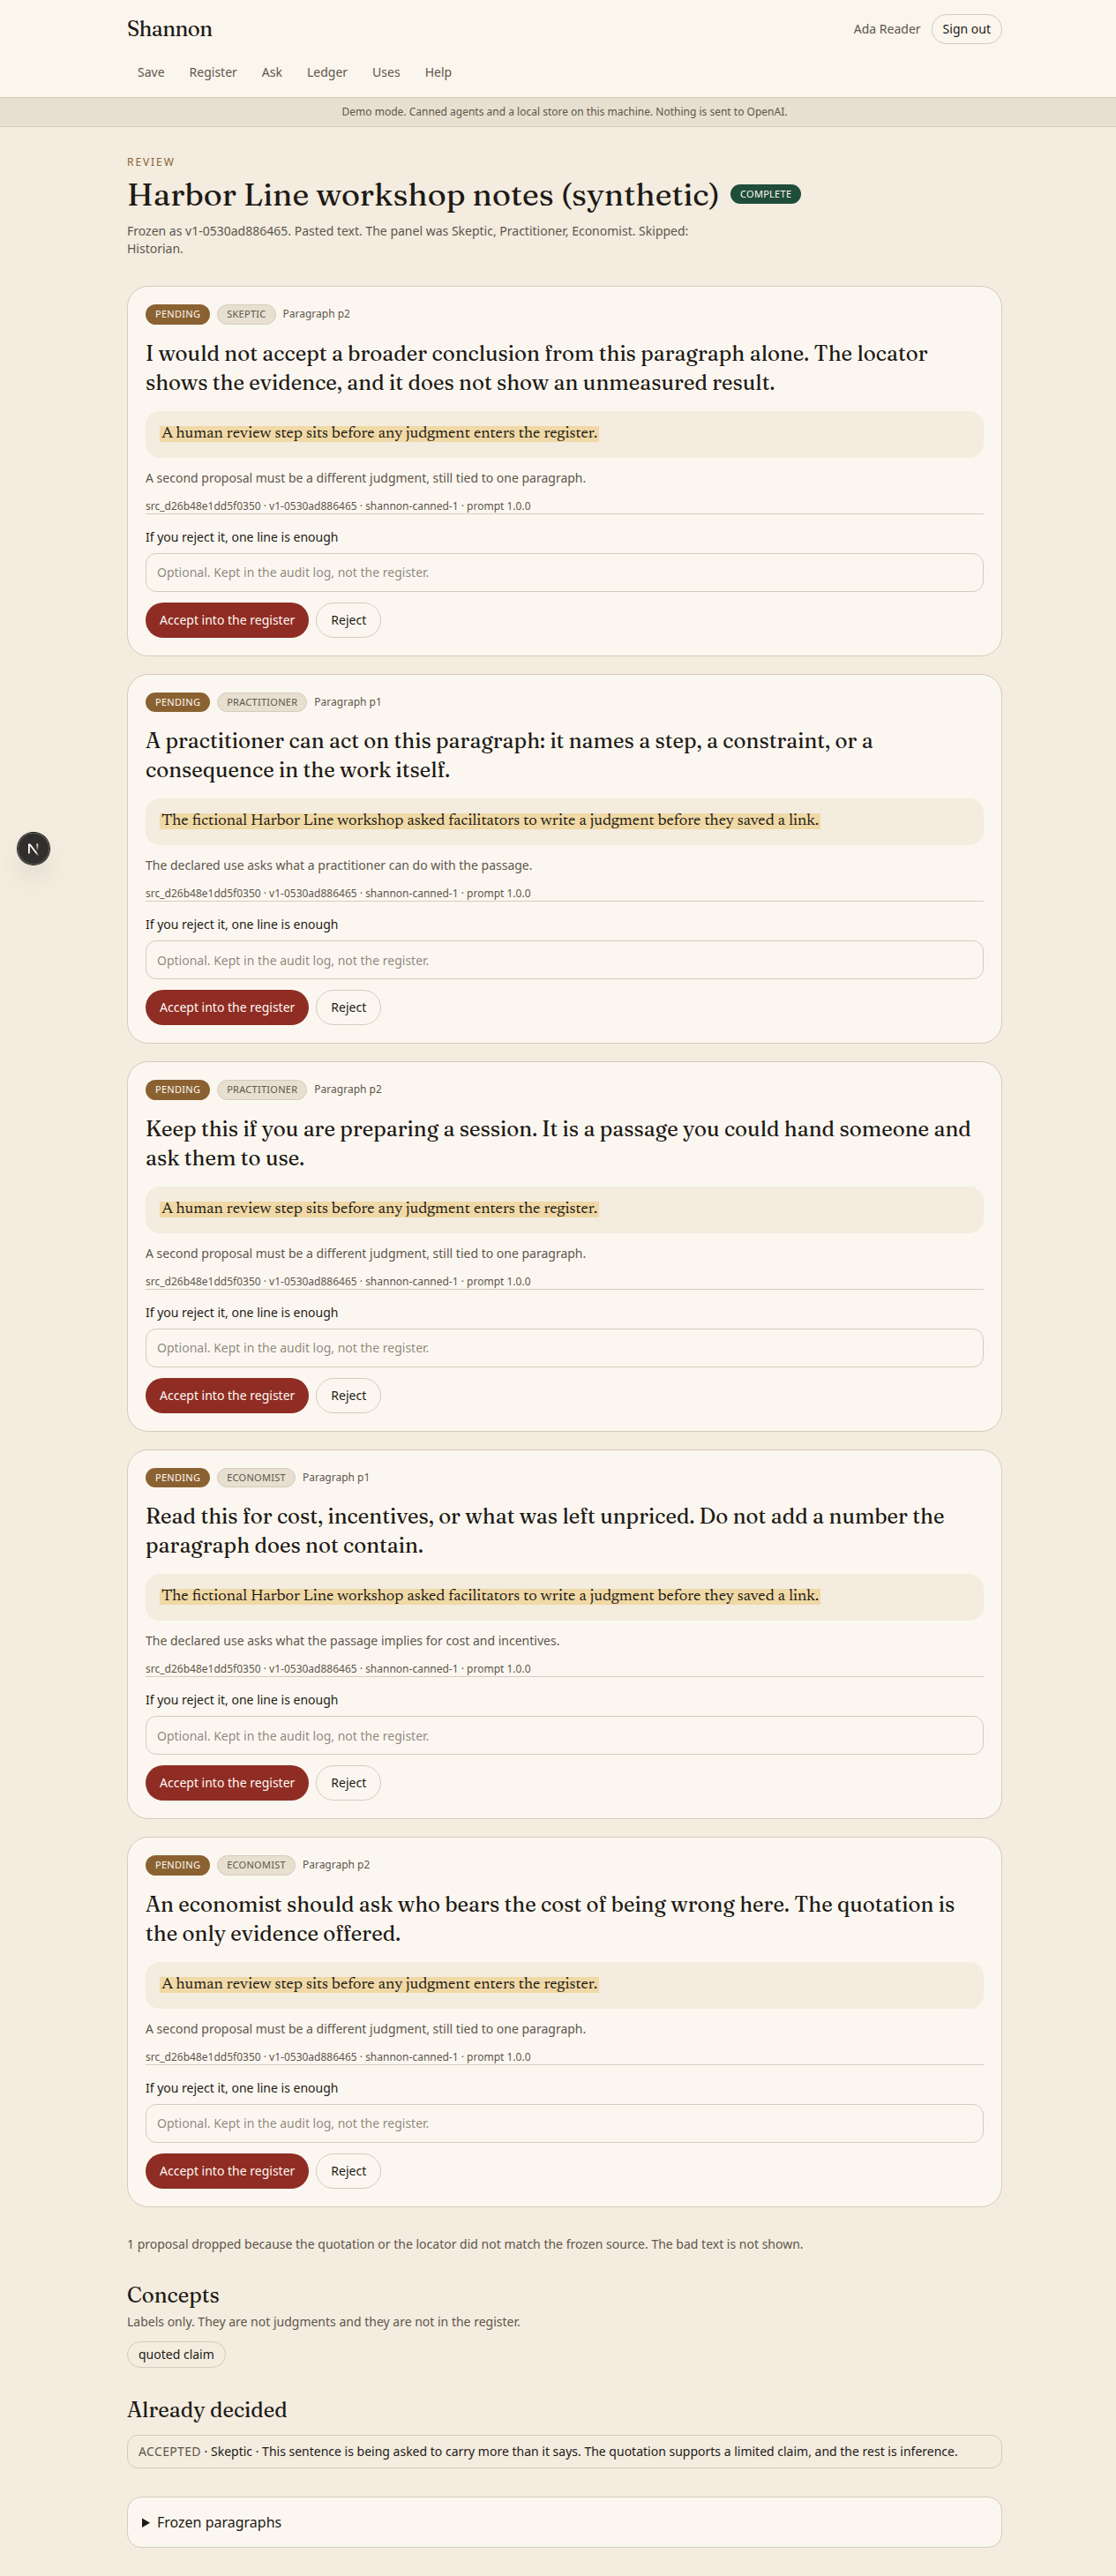 Shannon
Ada Reader
Sign out
Save
Register
Ask
Ledger
Uses
Help
Demo mode. Canned agents and a local store on this machine. Nothing is sent to OpenAI.
REVIEW
Harbor Line workshop notes (synthetic)
COMPLETE
Frozen as v1-0530ad886465. Pasted text. The panel was Skeptic, Practitioner, Economist. Skipped:
Historian.
PENDING
SKEPTIC
Paragraph p2
I would not accept a broader conclusion from this paragraph alone. The locator
shows the evidence, and it does not show an unmeasured result.
A human review step sits before any judgment enters the register.
A second proposal must be a different judgment, still tied to one paragraph.
src_d26b48e1dd5f0350 · v1-0530ad886465 · shannon-canned-1 · prompt 1.0.0
If you reject it, one line is enough
Optional. Kept in the audit log, not the register.
Accept into the register
Reject
PENDING
PRACTITIONER
Paragraph p1
A practitioner can act on this paragraph: it names a step, a constraint, or a
consequence in the work itself.
The fictional Harbor Line workshop asked facilitators to write a judgment before they saved a link.
The declared use asks what a practitioner can do with the passage.
src_d26b48e1dd5f0350 · v1-0530ad886465 · shannon-canned-1 · prompt 1.0.0
If you reject it, one line is enough
Optional. Kept in the audit log, not the register.
Accept into the register
Reject
PENDING
PRACTITIONER
Paragraph p2
Keep this if you are preparing a session. It is a passage you could hand someone and
ask them to use.
A human review step sits before any judgment enters the register.
A second proposal must be a different judgment, still tied to one paragraph.
src_d26b48e1dd5f0350 · v1-0530ad886465 · shannon-canned-1 · prompt 1.0.0
If you reject it, one line is enough
Optional. Kept in the audit log, not the register.
Accept into the register
Reject
PENDING
ECONOMIST
Paragraph p1
Read this for cost, incentives, or what was left unpriced. Do not add a number the
paragraph does not contain.
The fictional Harbor Line workshop asked facilitators to write a judgment before they saved a link.
The declared use asks what the passage implies for cost and incentives.
src_d26b48e1dd5f0350 · v1-0530ad886465 · shannon-canned-1 · prompt 1.0.0
If you reject it, one line is enough
Optional. Kept in the audit log, not the register.
Accept into the register
Reject
PENDING
ECONOMIST
Paragraph p2
An economist should ask who bears the cost of being wrong here. The quotation is
the only evidence offered.
A human review step sits before any judgment enters the register.
A second proposal must be a different judgment, still tied to one paragraph.
src_d26b48e1dd5f0350 · v1-0530ad886465 · shannon-canned-1 · prompt 1.0.0
If you reject it, one line is enough
Optional. Kept in the audit log, not the register.
Accept into the register
Reject
1 proposal dropped because the quotation or the locator did not match the frozen source. The bad text is not shown.
Concepts
Labels only. They are not judgments and they are not in the register.
quoted claim
Already decided
ACCEPTED · Skeptic · This sentence is being asked to carry more than it says. The quotation supports a limited claim, and the rest is inference.
Frozen paragraphs